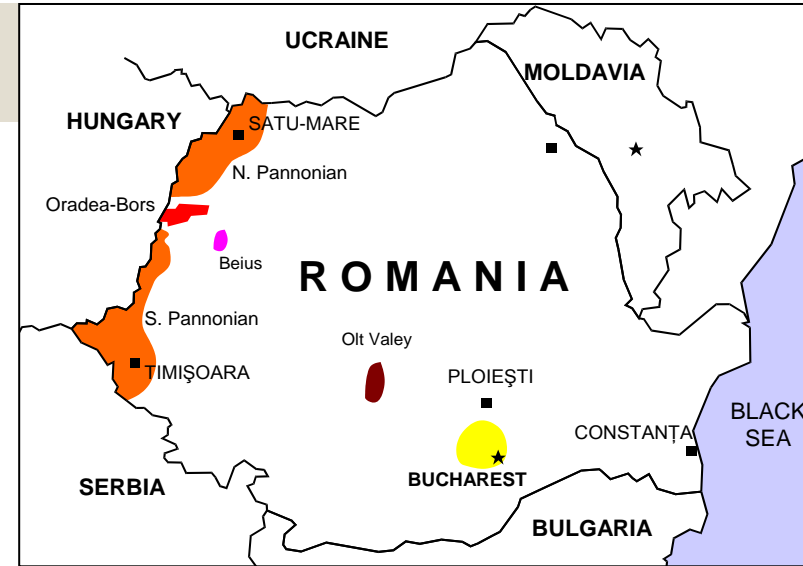 UCRAINE
MOLDAVIA
HUNGARY
SATU-MARE
N. Pannonian
Oradea-Bors
Beius
ROMANIA
S. Pannonian
Olt Valey
TIMIŞOARA
PLOIEŞTI
BLACK
SEA
CONSTANȚA
BUCHAREST
SERBIA
BULGARIA